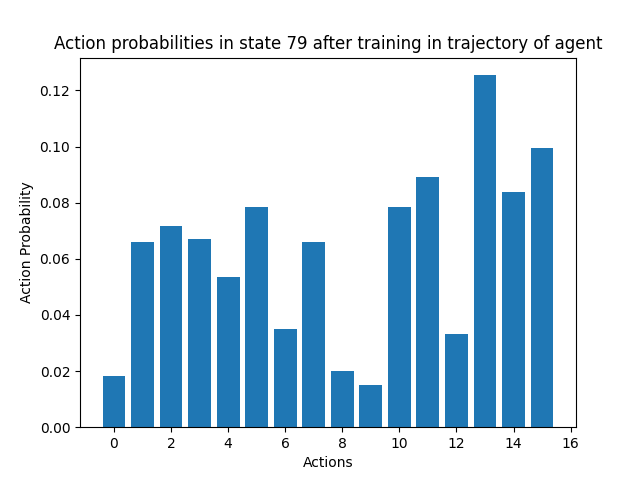 Action probabilities in state 79 after training in trajectory of agent
0.12
0.10
0.08
0.06
0.04
0.02
0.00
Action Probability
0 2 4 6 8 10 12 14 16
Actions